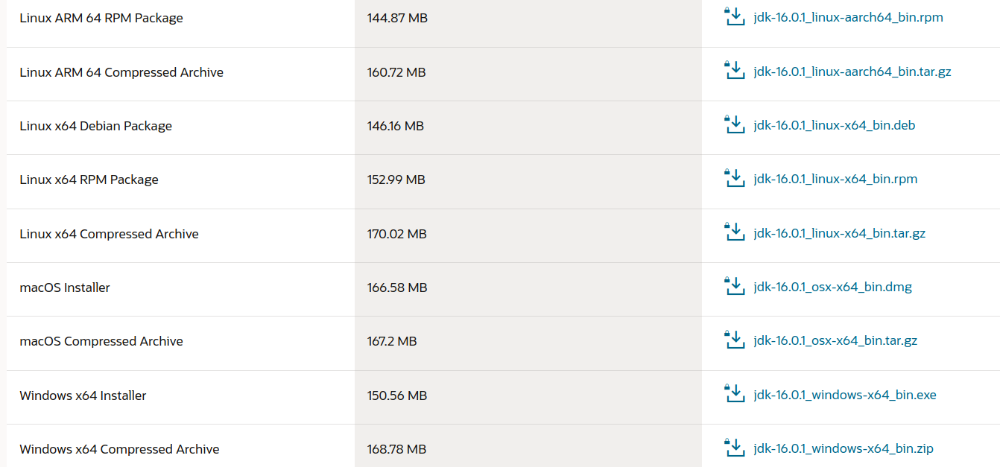 Linux ARM 64 RPM Package 144.87 MB jdk-16.0.1_linux-aarch64_bin.rpm
Linux ARM 64 Compressed Archive 160.72 MB jdk-16.0.1_linux-aarch64_bin.tar.gz
Linux x64 Debian Package 146.16 MB jdk-16.0.1_linux-x64_bin.deb
Linux x64 RPM Package 152.99 MB jdk-16.0.1_linux-x64_bin.rpm
Linux x64 Compressed Archive 170.02 MB jdk-16.0.1_linux-x64_bin.tar.gz
macOS Installer 166.58 MB jdk-16.0.1_osx-x64_bin.dmg
macOS Compressed Archive 167.2 MB jdk-16.0.1_osx-x64_bin.tar.gz
Windows x64 Installer 150.56 MB jdk-16.0.1_windows-x64_bin.exe
Windows x64 Compressed Archive 168.78 MB jdk-16.0.1_windows-x64_bin.zip